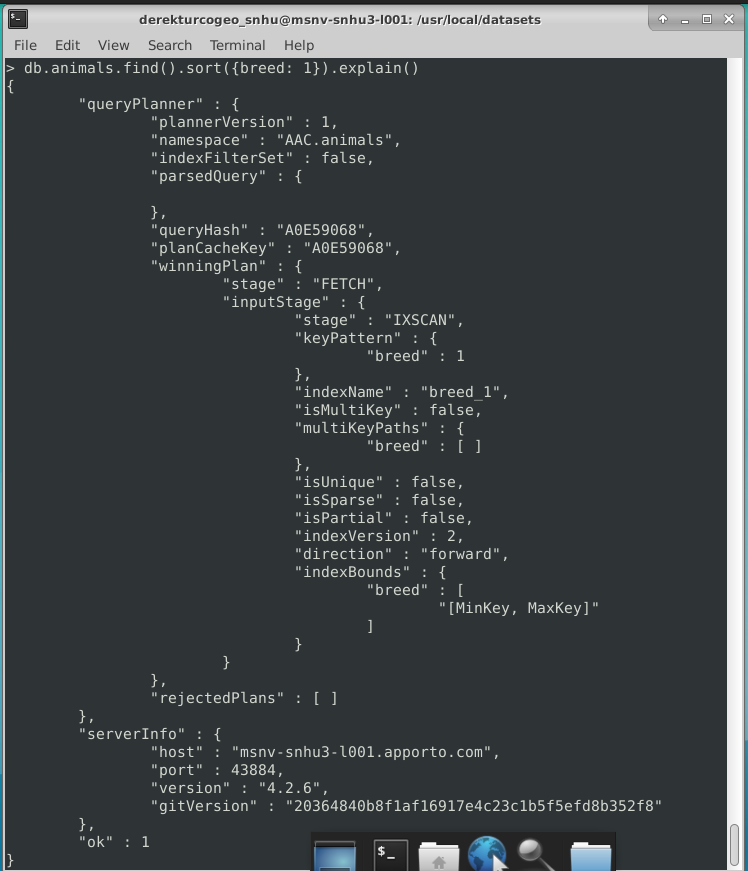 derekturcogeo_snhu@msnv-snhu3-l001: /usr/local/datasets
File Edit View Search Terminal Help
> db.animals.find().sort({breed: 1}).explain()
{
        "queryPlanner" : {
                "plannerVersion" : 1,
                "namespace" : "AAC.animals",
                "indexFilterSet" : false,
                "parsedQuery" : {

                },
                "queryHash" : "A0E59068",
                "planCacheKey" : "A0E59068",
                "winningPlan" : {
                        "stage" : "FETCH",
                        "inputStage" : {
                                "stage" : "IXSCAN",
                                "keyPattern" : {
                                        "breed" : 1
                                },
                                "indexName" : "breed_1",
                                "isMultiKey" : false,
                                "multiKeyPaths" : {
                                        "breed" : [ ]
                                },
                                "isUnique" : false,
                                "isSparse" : false,
                                "isPartial" : false,
                                "indexVersion" : 2,
                                "direction" : "forward",
                                "indexBounds" : {
                                        "breed" : [
                                                "[MinKey, MaxKey]"
                                        ]
                                }
                        }
                },
                "rejectedPlans" : [ ]
        },
        "serverInfo" : {
                "host" : "msnv-snhu3-l001.apporto.com",
                "port" : 43884,
                "version" : "4.2.6",
                "gitVersion" : "20364840b8f1af16917e4c23c1b5f5efd8b352f8"
        },
        "ok" : 1
}
$_